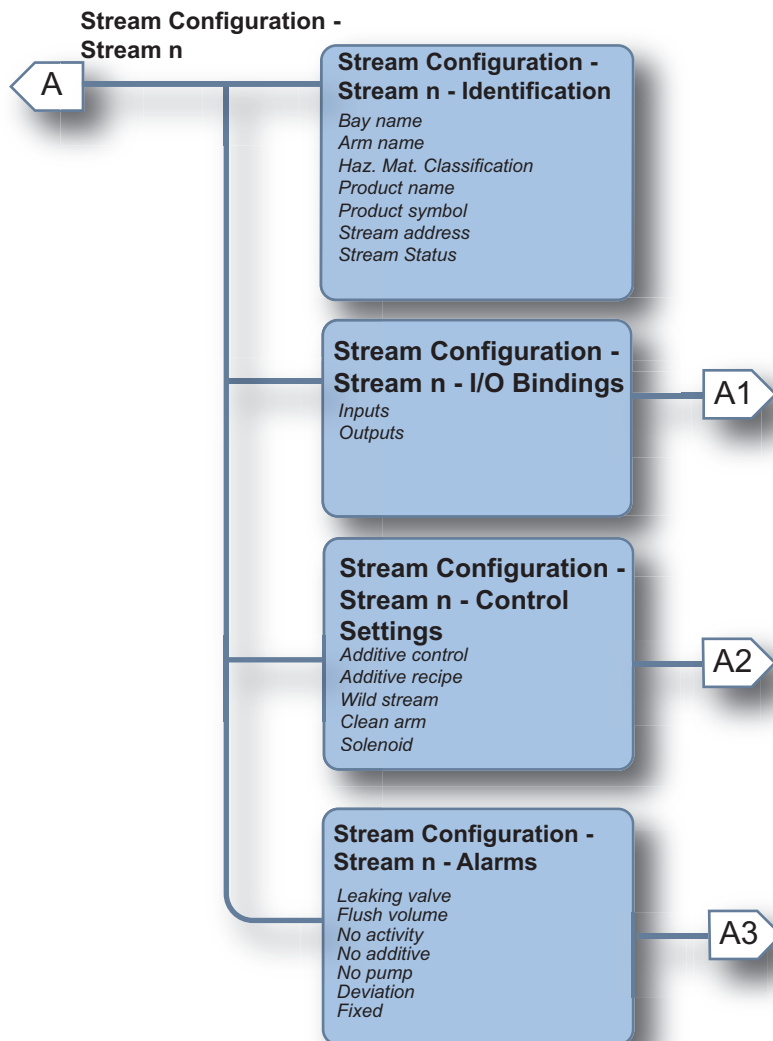 Stream Configuration -
Stream n
A
Stream Configuration -
Stream n - Identification
Bay name
Arm name
Haz. Mat. Classification
Product name
Product symbol
Stream address
Stream Status
Stream Configuration -
Stream n - I/O Bindings
Inputs
Outputs
A1
Stream Configuration -
Stream n - Control
Settings
Additive control
Additive recipe
Wild stream
Clean arm
Solenoid
A2
Stream Configuration -
Stream n - Alarms
Leaking valve
Flush volume
No activity
No additive
No pump
Deviation
Fixed
A3